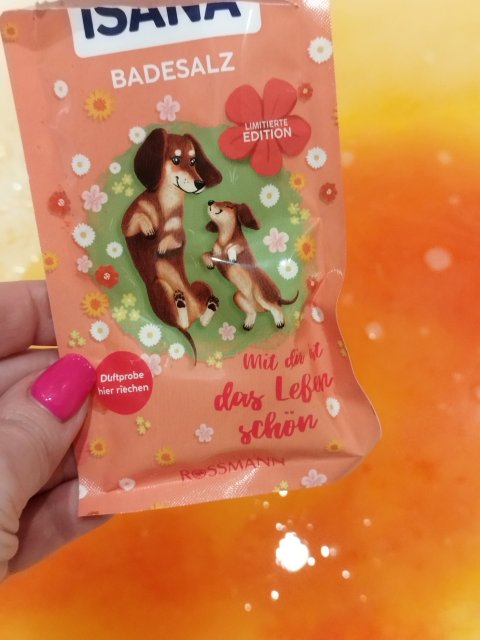 ISANA
BADESALZ
LIMITIERTE
EDITION
Duftprobe
hier riechen
Mit dir ist
das Leben
schön
ROSSMANN